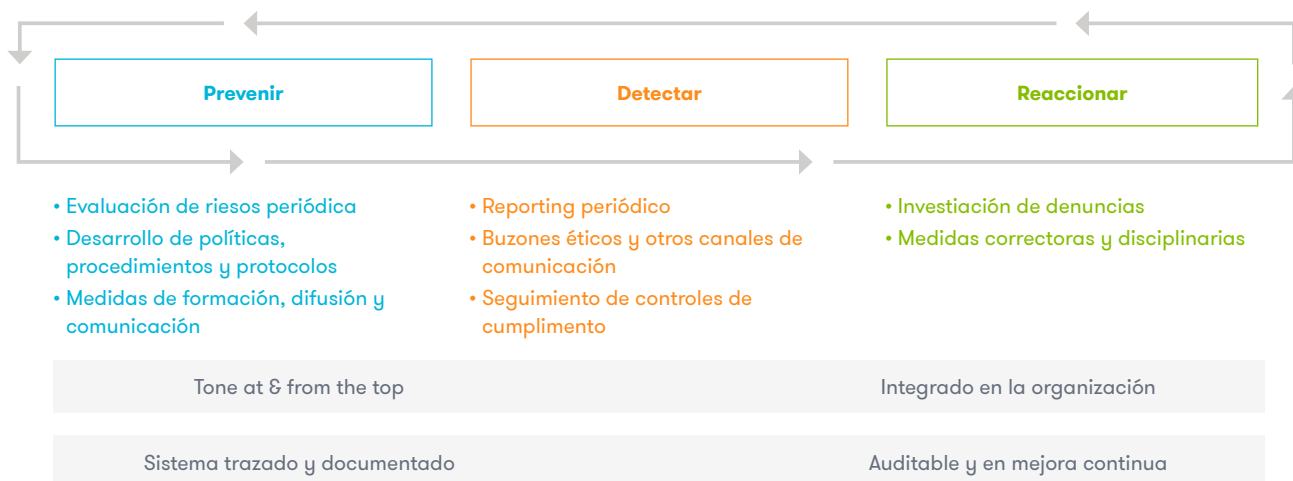 Prevenir
Detectar
Reaccionar
• Evaluación de riesos periódica
• Desarrollo de políticas,
procedimientos y protocolos
• Medidas de formación, difusión y
comunicación
• Reporting periódico
• Buzones éticos y otros canales de
comunicación
• Seguimiento de controles de
cumplimento
• Investiación de denuncias
• Medidas correctoras y disciplinarias
Tone at & from the top
Integrado en la organización
Sistema trazado y documentado
Auditable y en mejora continua